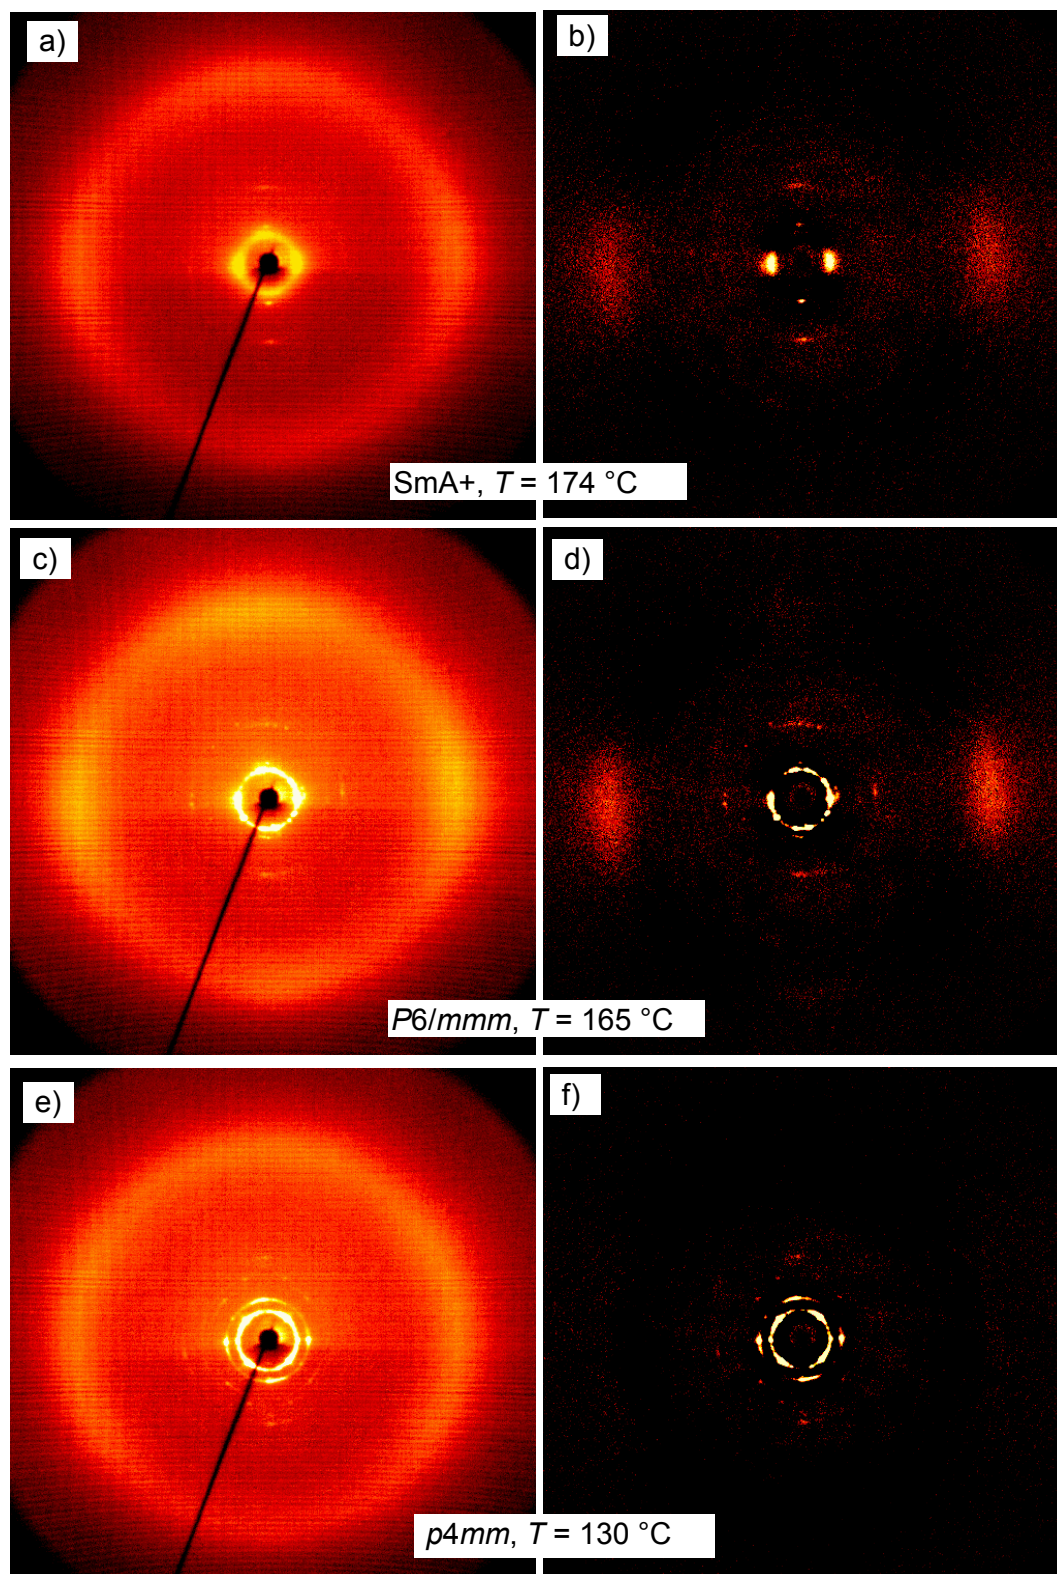 a)
b)
SmA+, T = 174 °C
c)
d)
P6/mmm, T = 165 °C
e)
f)
p4mm, T = 130 °C